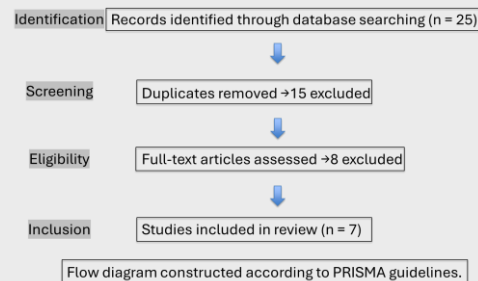 Identification Records identified through database searching (n = 25)
Screening Duplicates removed →15 excluded
Eligibility Full-text articles assessed →8 excluded
Inclusion Studies included in review (n = 7)
Flow diagram constructed according to PRISMA guidelines.